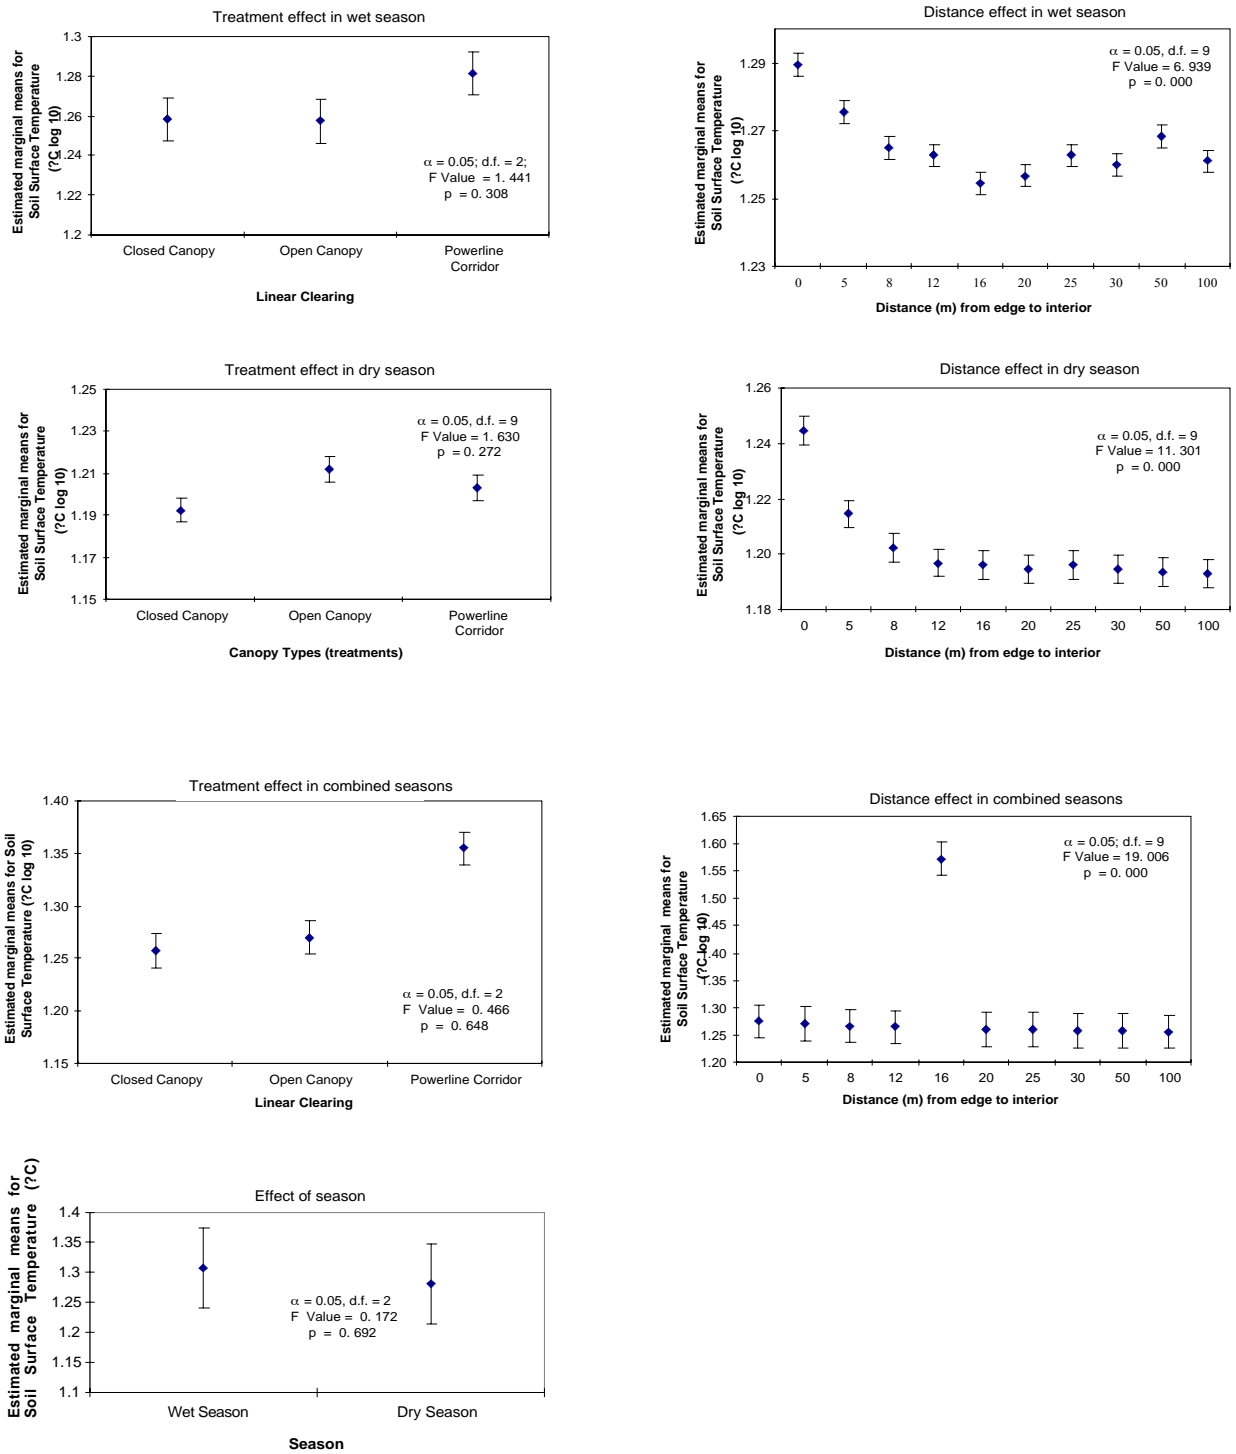 Treatment effect in wet season
Estimated marginal means for
Soil Surface Temperature
(?C log 10)
1.3
1.28
1.26
1.24
1.22
1.2
α = 0.05; d.f. = 2;
F Value = 1. 441
p = 0. 308
Closed Canopy Open Canopy Powerline
Corridor
Linear Clearing
Distance effect in wet season
Estimated marginal means for
Soil Surface Temperature
(?C log 10)
1.29
1.27
1.25
1.23
α = 0.05, d.f. = 9
F Value = 6. 939
p = 0. 000
0 5 8 12 16 20 25 30 50 100
Distance (m) from edge to interior
Treatment effect in dry season
Estimated marginal means for
Soil Surface Temperature
(?C log 10)
1.25
1.23
1.21
1.19
1.17
1.15
α = 0.05, d.f. = 9
F Value = 1. 630
p = 0. 272
Closed Canopy Open Canopy Powerline
Corridor
Canopy Types (treatments)
Distance effect in dry season
Estimated marginal means for
Soil Surface Temperature
(?C log 10)
1.26
1.24
1.22
1.20
1.18
α = 0.05, d.f. = 9
F Value = 11. 301
p = 0. 000
0 5 8 12 16 20 25 30 50 100
Distance (m) from edge to interior
Treatment effect in combined seasons
Estimated marginal means for Soil
Surface Temperature (?C log 10)
1.40
1.35
1.30
1.25
1.20
1.15
α = 0.05, d.f. = 2
F Value = 0. 466
p = 0. 648
Closed Canopy Open Canopy Powerline Corridor
Linear Clearing
Distance effect in combined seasons
Estimated marginal means for
Soil Surface Temperature
(?C log 10)
1.65
1.60
1.55
1.50
1.45
1.40
1.35
1.30
1.25
1.20
α = 0.05; d.f. = 9
F Value = 19. 006
p = 0. 000
0 5 8 12 16 20 25 30 50 100
Distance (m) from edge to interior
Effect of season
Estimated marginal means for
Soil Surface Temperature (?C)
1.4
1.35
1.3
1.25
1.2
1.15
1.1
α = 0.05, d.f. = 2
F Value = 0. 172
p = 0. 692
Wet Season Dry Season
Season